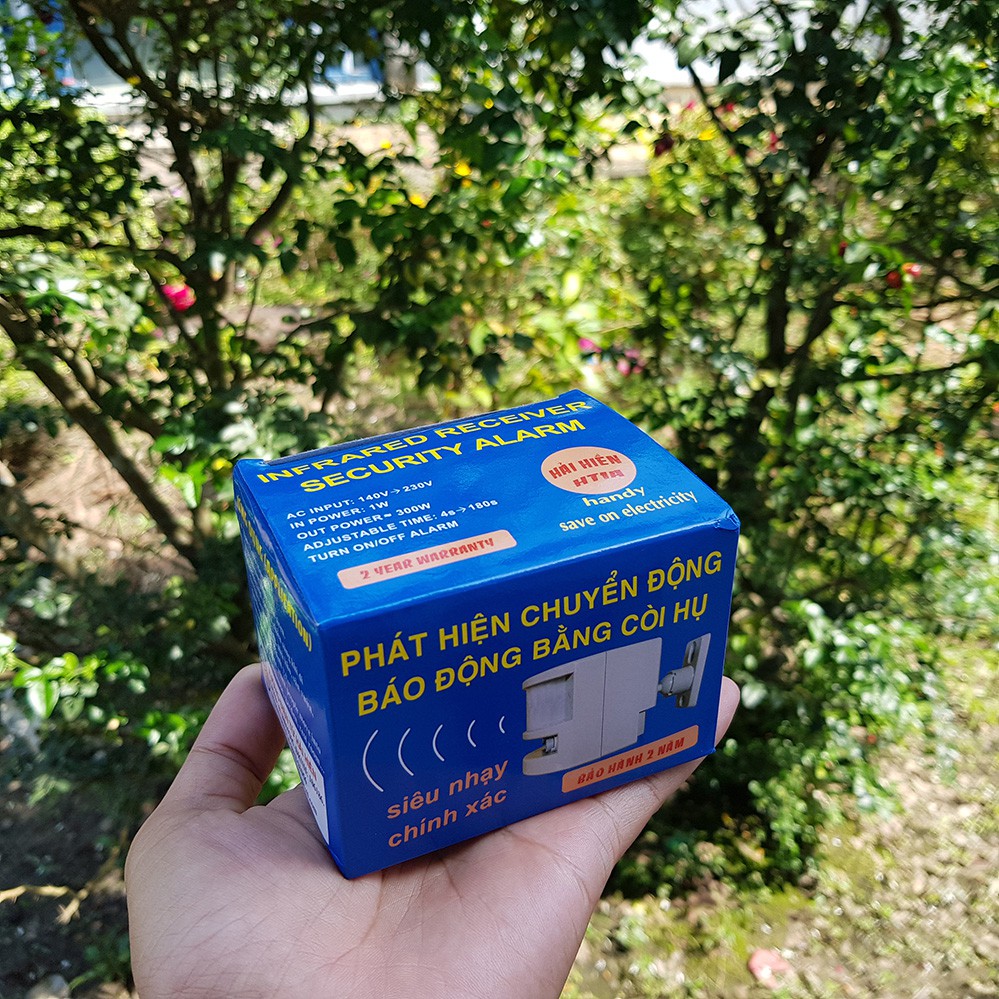 INFRARED RECEIVER
SECURITY ALARM
AC INPUT: 140V→230V
IN POWER: 1W
OUT POWER= 300W
ADJUSTABLE TIME: 4s→180s
TURN ON/OFF ALARM
2 YEAR WARRANTY
HẢI HIỀN
HT1A
handy
save on electricity
PHÁT HIỆN CHUYỂN ĐỘNG
BÁO ĐỘNG BẰNG CÒI HỤ
siêu nhạy
chính xác
BẢO HÀNH 2 NĂM